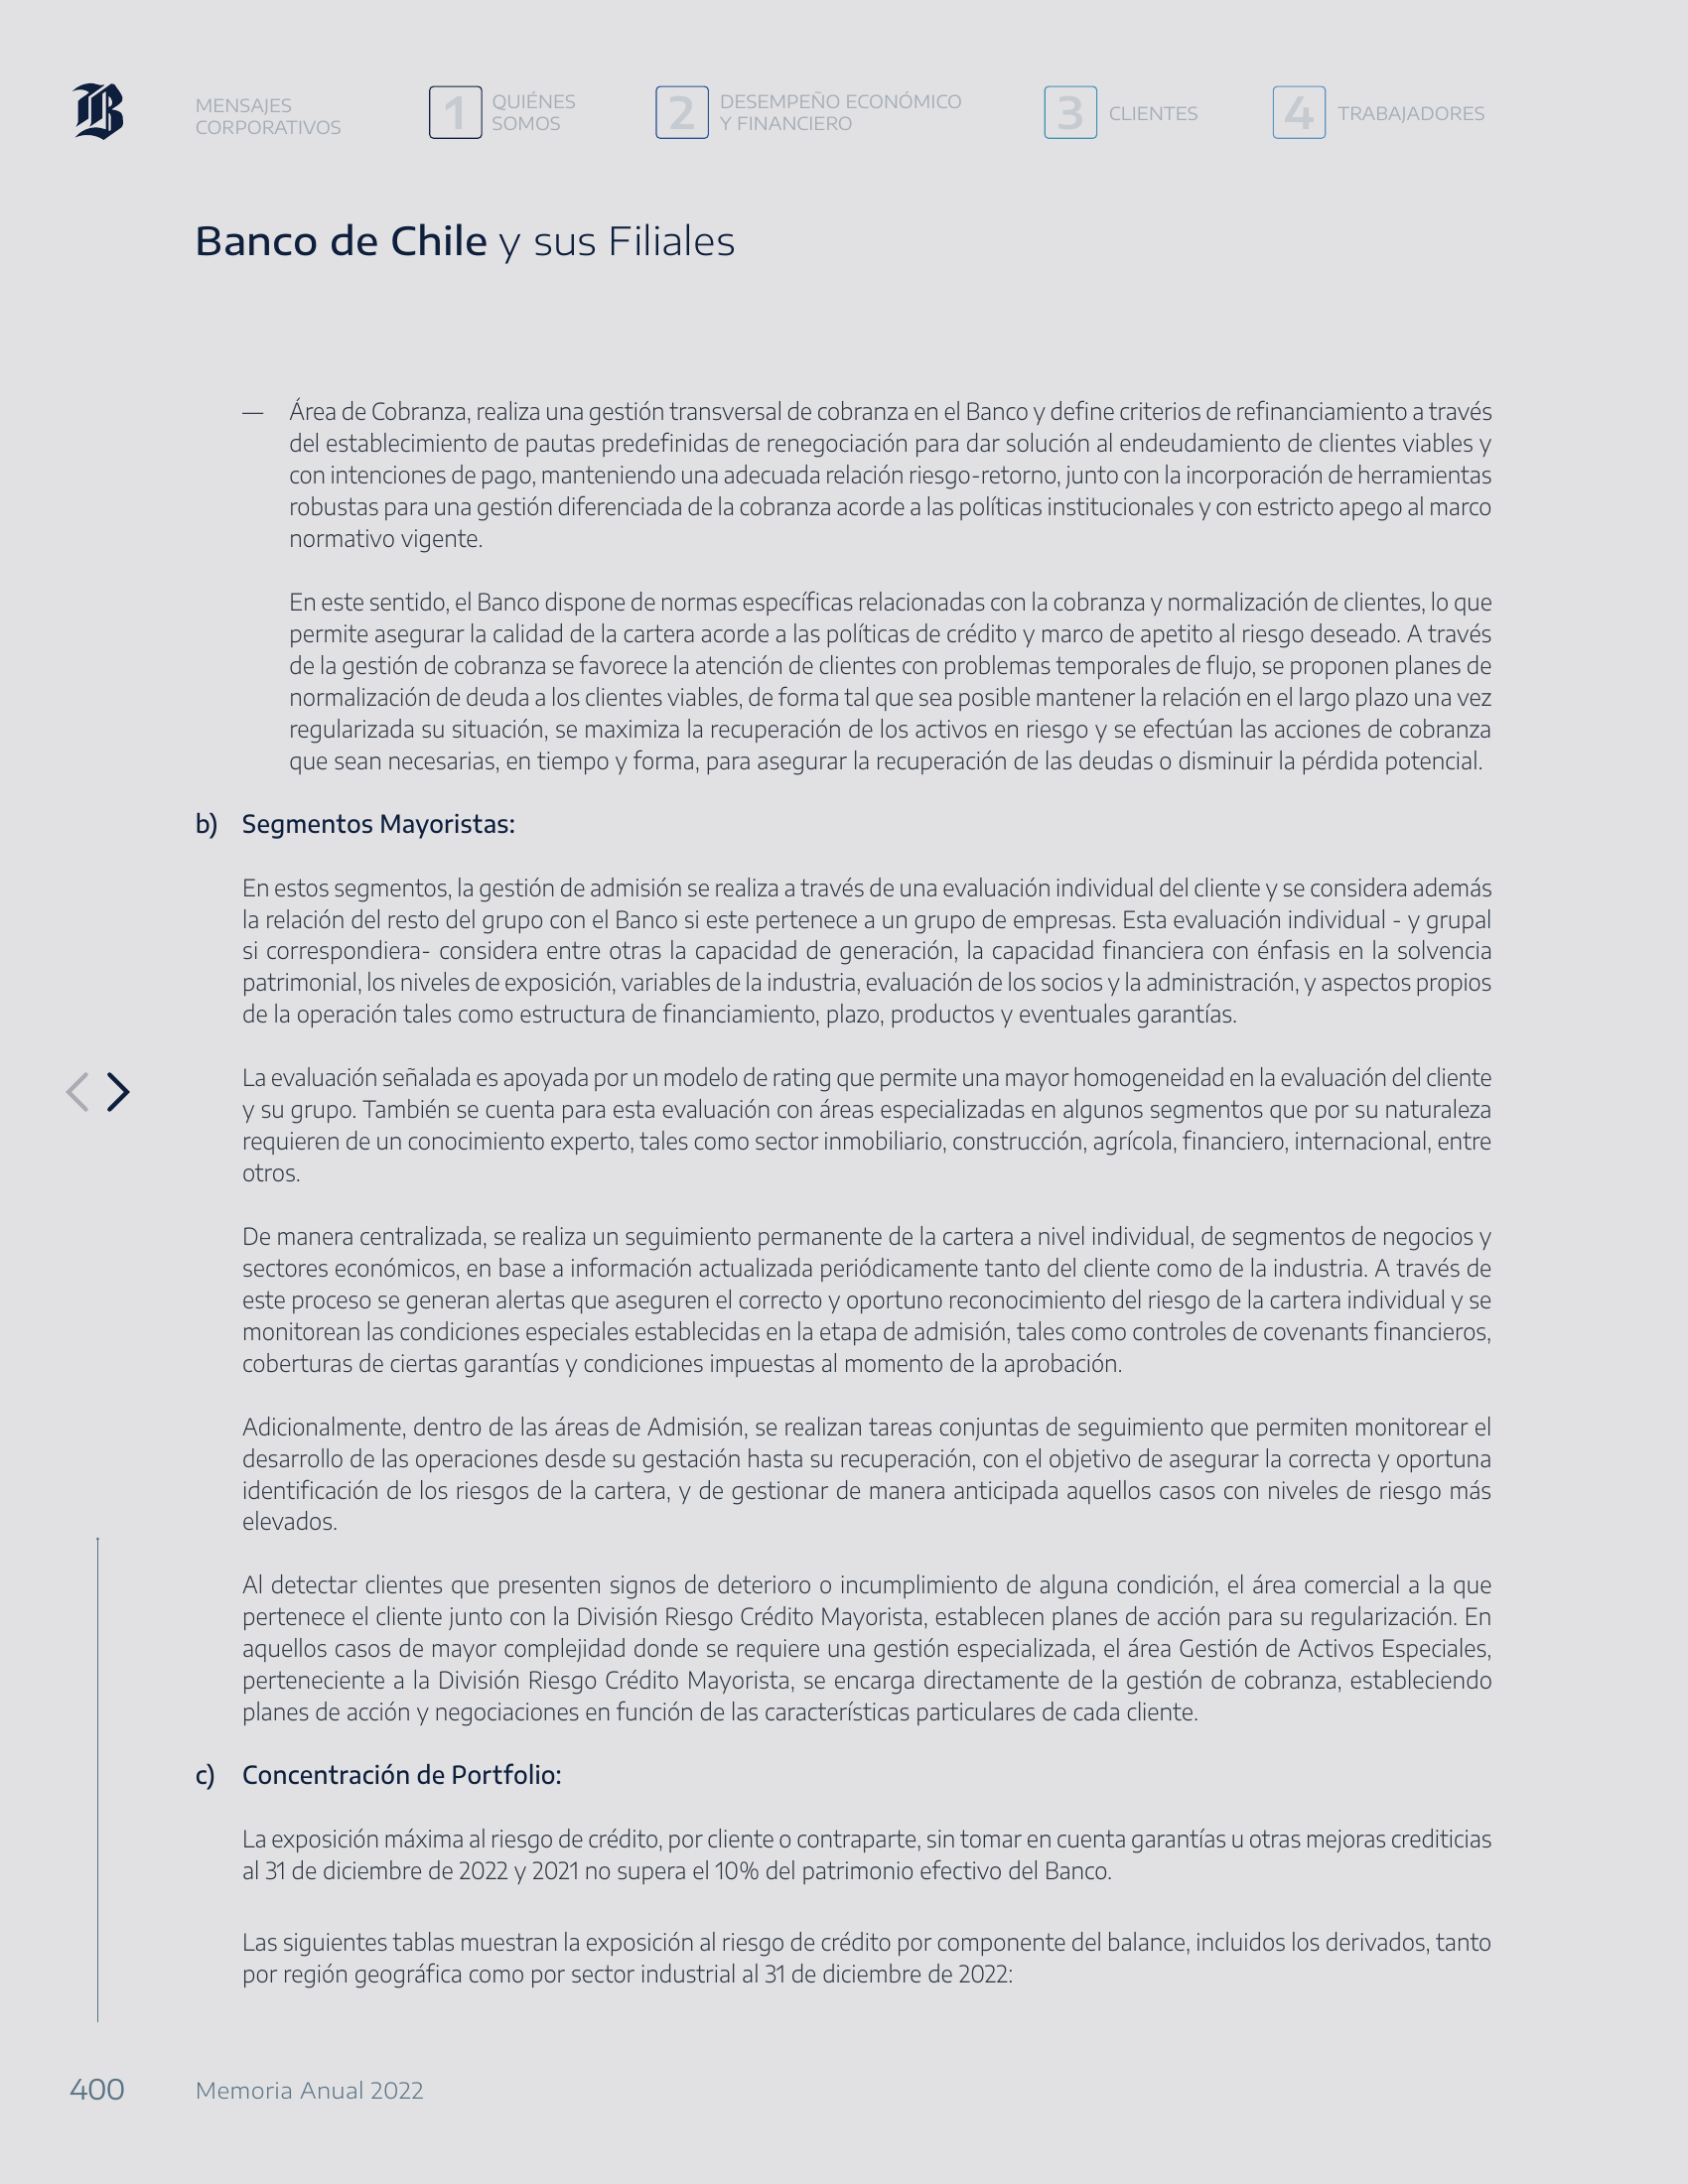 MENSAJES
CORPORATIVOS
1 QUIÉNES
SOMOS
2 DESEMPEÑO ECONÓMICO
Y FINANCIERO
3 CLIENTES
4 TRABAJADORES
Banco de Chile y sus Filiales
— Área de Cobranza, realiza una gestión transversal de cobranza en el Banco y define criterios de refinanciamiento a través
del establecimiento de pautas predefinidas de renegociación para dar solución al endeudamiento de clientes viables y
con intenciones de pago, manteniendo una adecuada relación riesgo-retorno, junto con la incorporación de herramientas
robustas para una gestión diferenciada de la cobranza acorde a las políticas institucionales y con estricto apego al marco
normativo vigente.
En este sentido, el Banco dispone de normas específicas relacionadas con la cobranza y normalización de clientes, lo que
permite asegurar la calidad de la cartera acorde a las políticas de crédito y marco de apetito al riesgo deseado. A través
de la gestión de cobranza se favorece la atención de clientes con problemas temporales de flujo, se proponen planes de
normalización de deuda a los clientes viables, de forma tal que sea posible mantener la relación en el largo plazo una vez
regularizada su situación, se maximiza la recuperación de los activos en riesgo y se efectúan las acciones de cobranza
que sean necesarias, en tiempo y forma, para asegurar la recuperación de las deudas o disminuir la pérdida potencial.
b) Segmentos Mayoristas:
En estos segmentos, la gestión de admisión se realiza a través de una evaluación individual del cliente y se considera además
la relación del resto del grupo con el Banco si este pertenece a un grupo de empresas. Esta evaluación individual - y grupal
si correspondiera- considera entre otras la capacidad de generación, la capacidad financiera con énfasis en la solvencia
patrimonial, los niveles de exposición, variables de la industria, evaluación de los socios y la administración, y aspectos propios
de la operación tales como estructura de financiamiento, plazo, productos y eventuales garantías.
La evaluación señalada es apoyada por un modelo de rating que permite una mayor homogeneidad en la evaluación del cliente
y su grupo. También se cuenta para esta evaluación con áreas especializadas en algunos segmentos que por su naturaleza
requieren de un conocimiento experto, tales como sector inmobiliario, construcción, agrícola, financiero, internacional, entre
otros.
De manera centralizada, se realiza un seguimiento permanente de la cartera a nivel individual, de segmentos de negocios y
sectores económicos, en base a información actualizada periódicamente tanto del cliente como de la industria. A través de
este proceso se generan alertas que aseguren el correcto y oportuno reconocimiento del riesgo de la cartera individual y se
monitorean las condiciones especiales establecidas en la etapa de admisión, tales como controles de covenants financieros,
coberturas de ciertas garantías y condiciones impuestas al momento de la aprobación.
Adicionalmente, dentro de las áreas de Admisión, se realizan tareas conjuntas de seguimiento que permiten monitorear el
desarrollo de las operaciones desde su gestación hasta su recuperación, con el objetivo de asegurar la correcta y oportuna
identificación de los riesgos de la cartera, y de gestionar de manera anticipada aquellos casos con niveles de riesgo más
elevados.
Al detectar clientes que presenten signos de deterioro o incumplimiento de alguna condición, el área comercial a la que
pertenece el cliente junto con la División Riesgo Crédito Mayorista, establecen planes de acción para su regularización. En
aquellos casos de mayor complejidad donde se requiere una gestión especializada, el área Gestión de Activos Especiales,
perteneciente a la División Riesgo Crédito Mayorista, se encarga directamente de la gestión de cobranza, estableciendo
planes de acción y negociaciones en función de las características particulares de cada cliente.
c) Concentración de Portfolio:
La exposición máxima al riesgo de crédito, por cliente o contraparte, sin tomar en cuenta garantías u otras mejoras crediticias
al 31 de diciembre de 2022 y 2021 no supera el 10% del patrimonio efectivo del Banco.
Las siguientes tablas muestran la exposición al riesgo de crédito por componente del balance, incluidos los derivados, tanto
por región geográfica como por sector industrial al 31 de diciembre de 2022:
400 Memoria Anual 2022